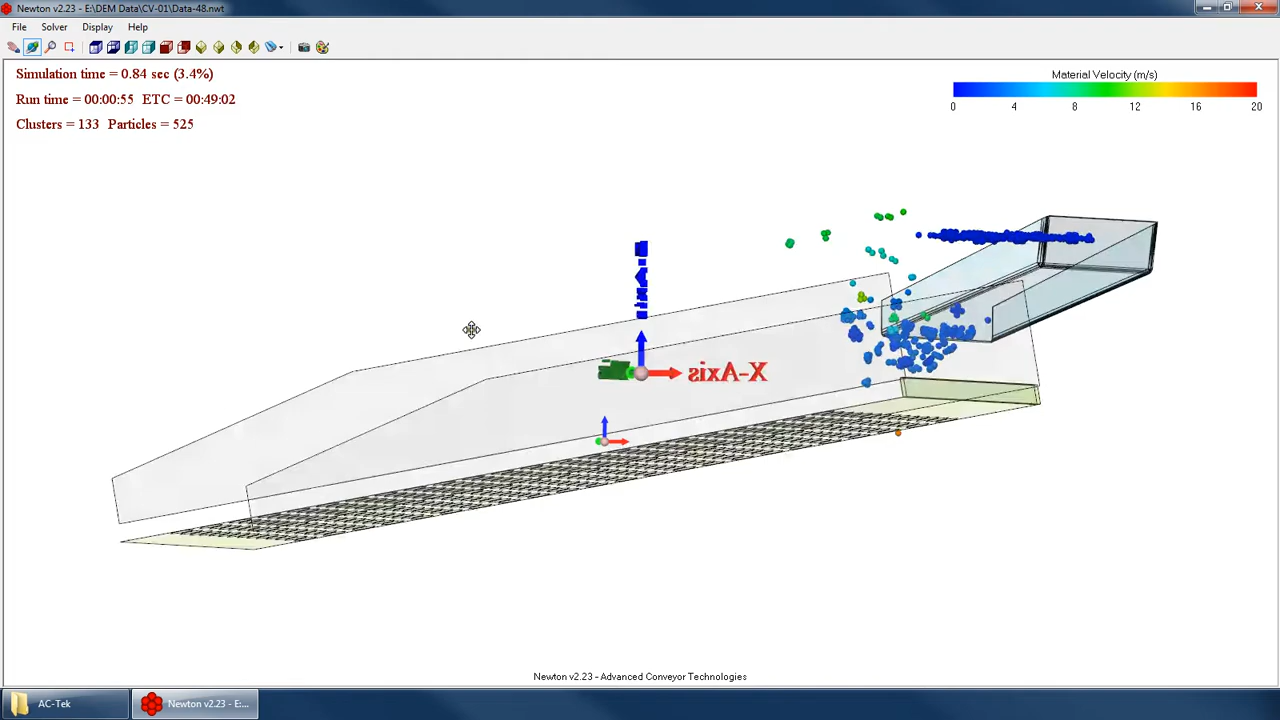 Newton v2.23 - E:\DEM Data\CV-01\Data-48.nwt
File Solver Display Help
Simulation time = 0.84 sec (3.4%)
Run time = 00:00:55 ETC = 00:49:02
Clusters = 133 Particles = 525
Material Velocity (m/s)
0 4 8 12 16 20
X-Axis
Newton v2.23 - Advanced Conveyor Technologies
AC-Tek
Newton v2.23 - E:...